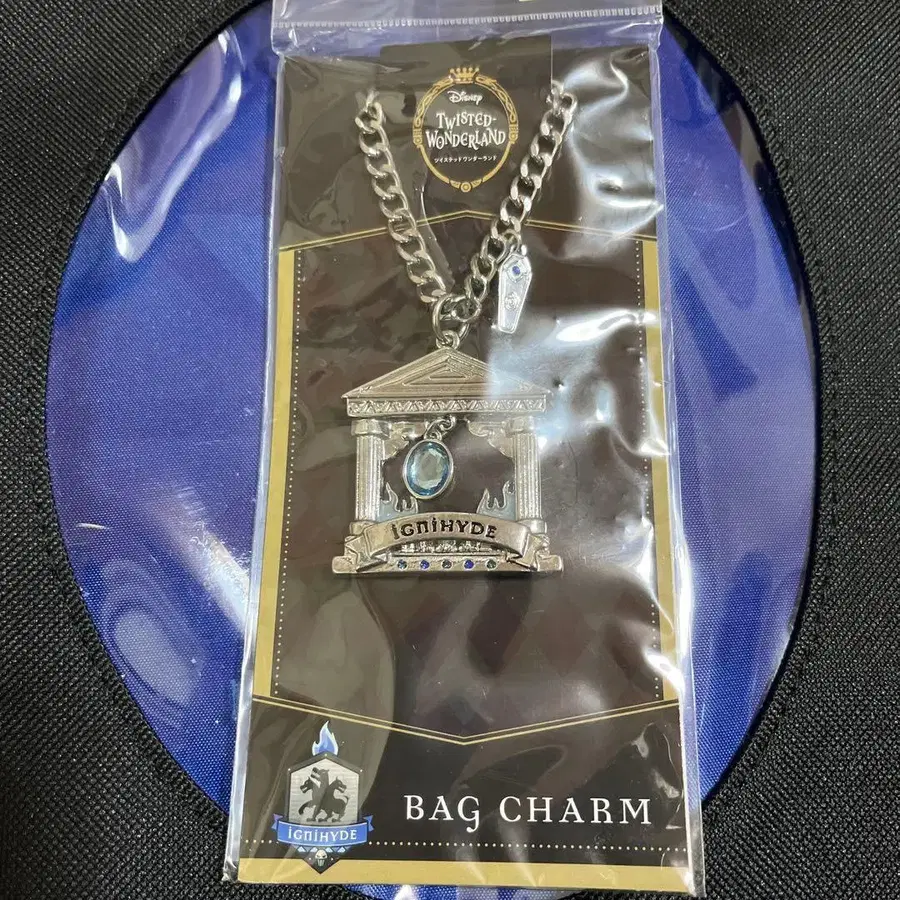 Disney
TWISTED-
WONDERLAND
ツイステッドワンダーランド
IGNIHYDE
IGNIHYDE
BAG CHARM